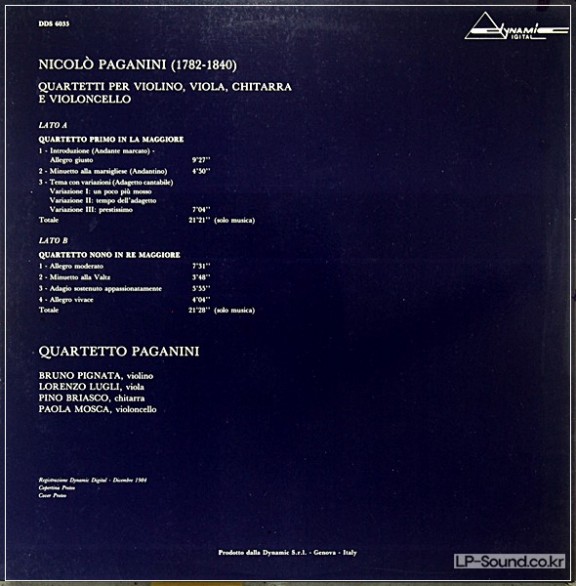 DDS 6035
DYNAMIC
DIGITAL
NICOLÒ PAGANINI (1782-1840)
QUARTETTI PER VIOLINO, VIOLA, CHITARRA
E VIOLONCELLO
LATO A
QUARTETTO PRIMO IN LA MAGGIORE
1 - Introduzione (Andante marcato) -
Allegro giusto 9'27''
2 - Minuetto alla marsigliese (Andantino) 4'50''
3 - Tema con variazioni (Adagetto cantabile)
Variazione I: un poco più mosso
Variazione II: tempo dell'adagetto
Variazione III: prestissimo 7'04''
Totale 21'21'' (solo musica)
LATO B
QUARTETTO NONO IN RE MAGGIORE
1 - Allegro moderato 7'31''
2 - Minuetto alla Valtz 3'48''
3 - Adagio sostenuto appassionatamente 5'55''
4 - Allegro vivace 4'04''
Totale 21'28'' (solo musica)
QUARTETTO PAGANINI
BRUNO PIGNATA, violino
LORENZO LUGLI, viola
PINO BRIASCO, chitarra
PAOLA MOSCA, violoncello
Registrazione Dynamic Digital - Dicembre 1984
Copertina Proteo
Cover Proteo
Prodotto dalla Dynamic S.r.l. - Genova - Italy
LP-Sound.co.kr